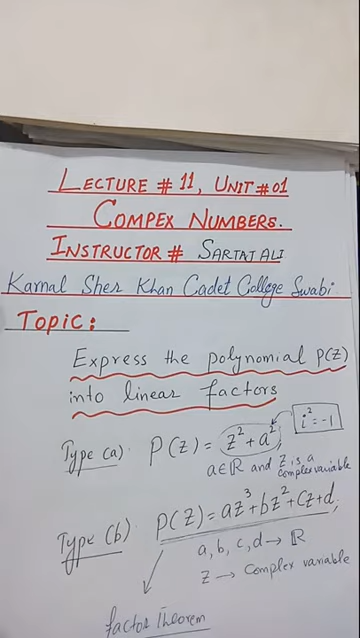 LECTURE # 11, UNIT # 01
COMPEX NUMBERS.
INSTRUCTOR # SARTAJ ALI
Karnal Sher Khan Cadet College Swabi.
TOPIC:
Express the polynomial P(Z)
into linear factors
Type (a) P(Z) = z² + a² i² = -1
a ∈ ℝ and Z is a
complex variable
Type (b) P(Z) = az³ + bz² + cz + d.
a, b, c, d → ℝ
Z → Complex variable
factor Theorem